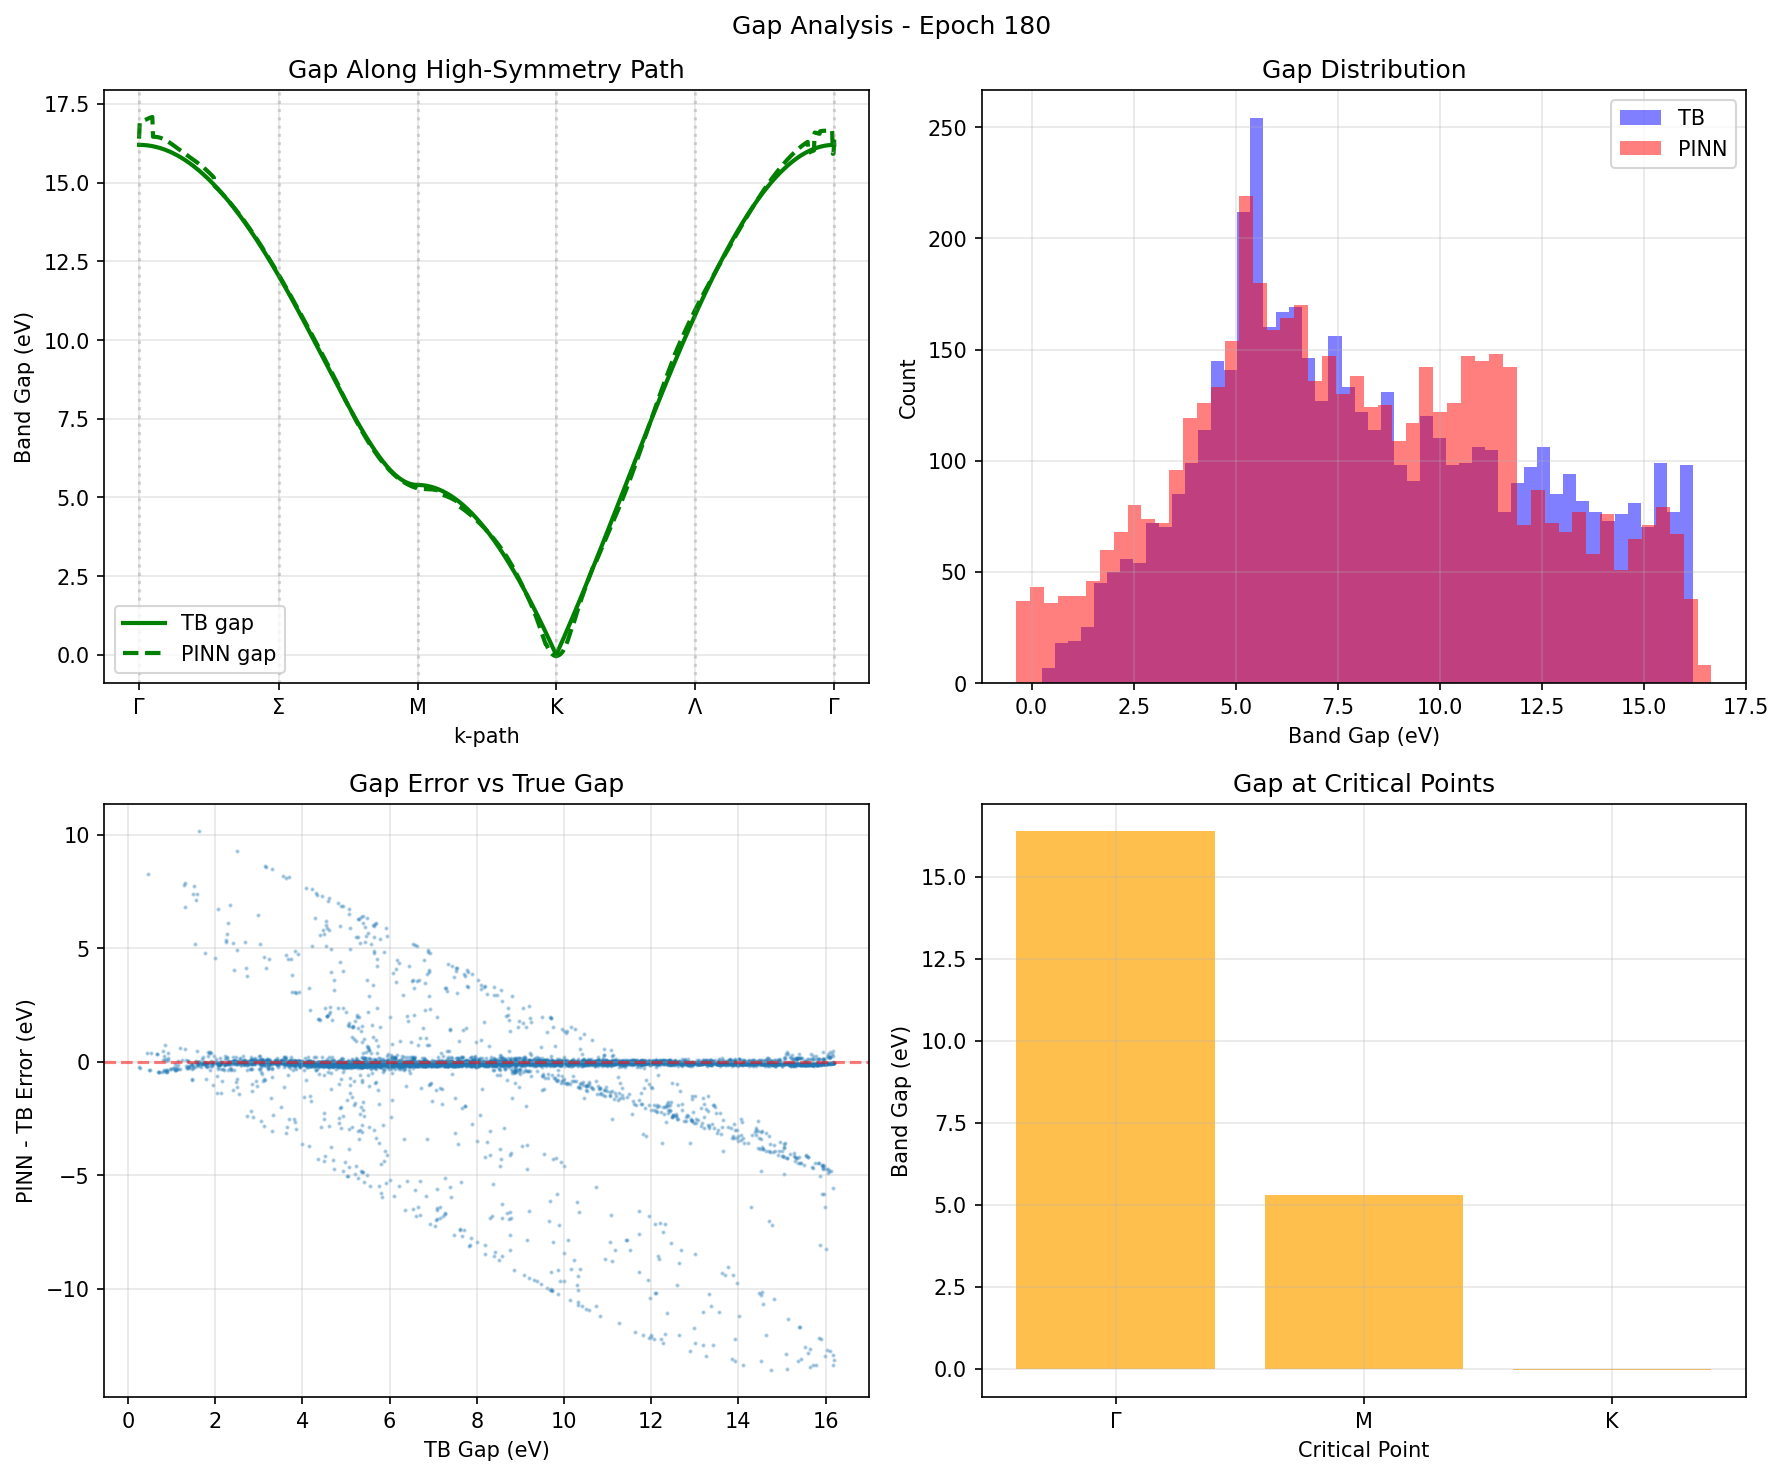 Gap Analysis - Epoch 180
Gap Along High-Symmetry Path
17.5
15.0
12.5
10.0
7.5
5.0
2.5
0.0
Band Gap (eV)
TB gap
PINN gap
Γ Σ M K Λ Γ
k-path
Gap Distribution
250
200
150
100
50
0
Count
TB
PINN
0.0 2.5 5.0 7.5 10.0 12.5 15.0 17.5
Band Gap (eV)
Gap Error vs True Gap
10
5
0
−5
−10
PINN - TB Error (eV)
0 2 4 6 8 10 12 14 16
TB Gap (eV)
Gap at Critical Points
15.0
12.5
10.0
7.5
5.0
2.5
0.0
Band Gap (eV)
Γ M K
Critical Point